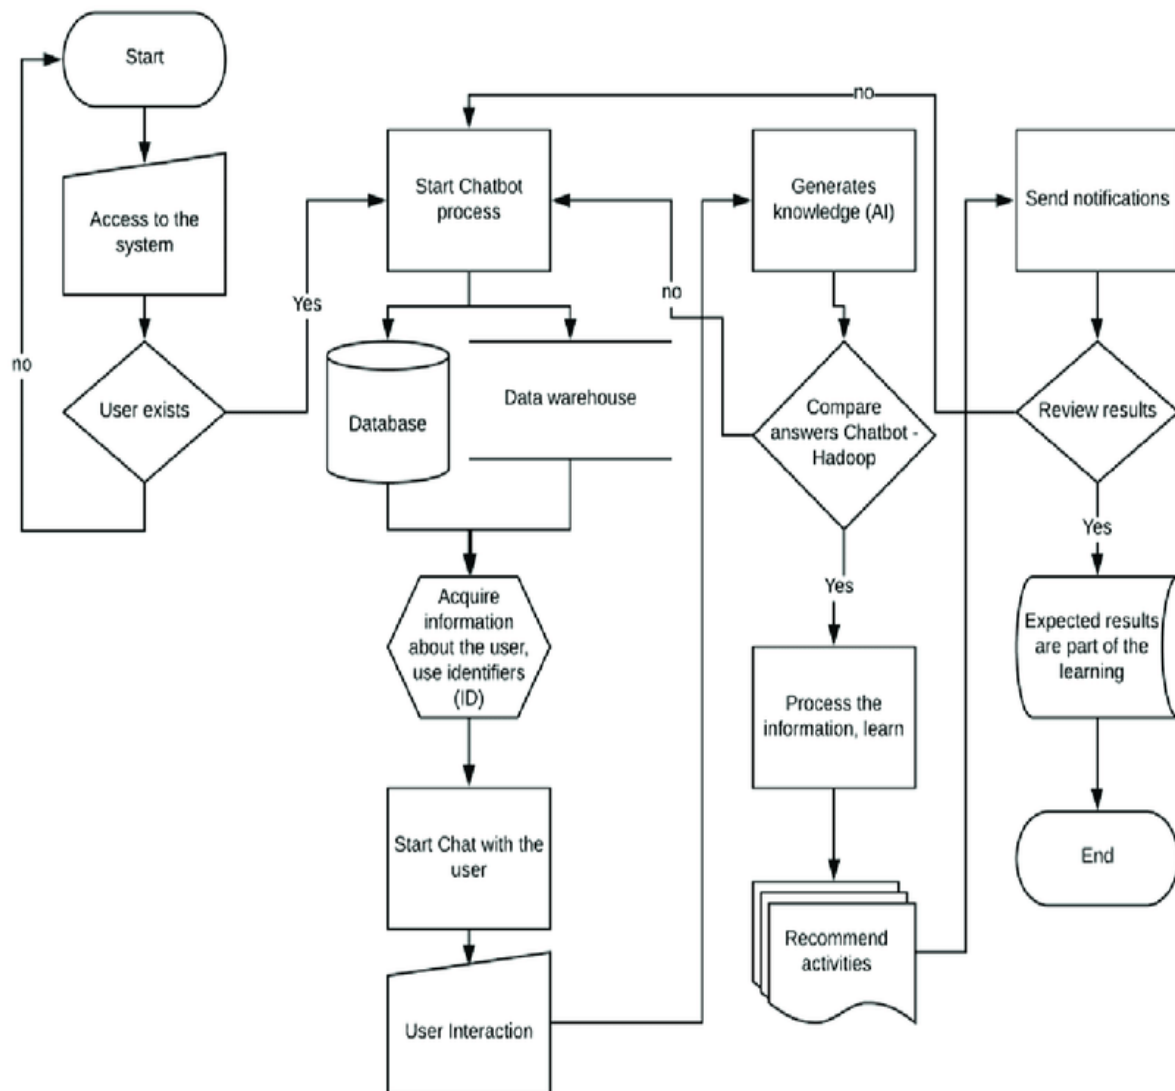 Start
Access to the
system
User exists
no
Yes
Start Chatbot
process
Database
Data warehouse
Acquire
information
about the user,
use identifiers
(ID)
Start Chat with the
user
User Interaction
Generates
knowledge (AI)
no
Compare
answers Chatbot -
Hadoop
Yes
Process the
information, learn
Recommend
activities
no
Send notifications
Review results
Yes
Expected results
are part of the
learning
End